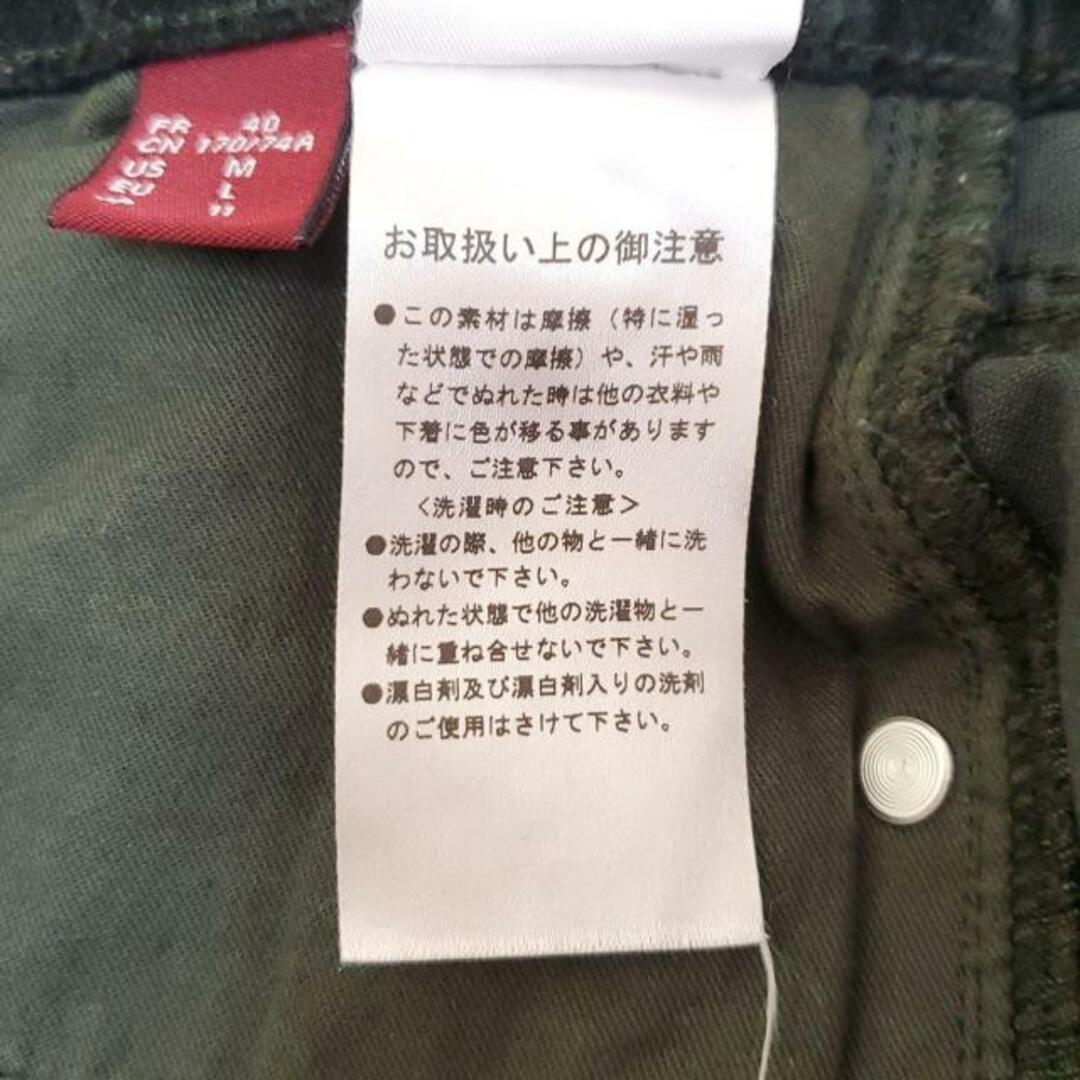 FR 40
CN 170/74A
US M
EU L
お取扱い上の御注意
●この素材は摩擦（特に湿っ
た状態での摩擦）や、汗や雨
などでぬれた時は他の衣料や
下着に色が移る事があります
ので、ご注意下さい。
＜洗濯時のご注意＞
●洗濯の際、他の物と一緒に洗
わないで下さい。
●ぬれた状態で他の洗濯物と一
緒に重ね合せないで下さい。
●漂白剤及び漂白剤入りの洗剤
のご使用はさけて下さい。